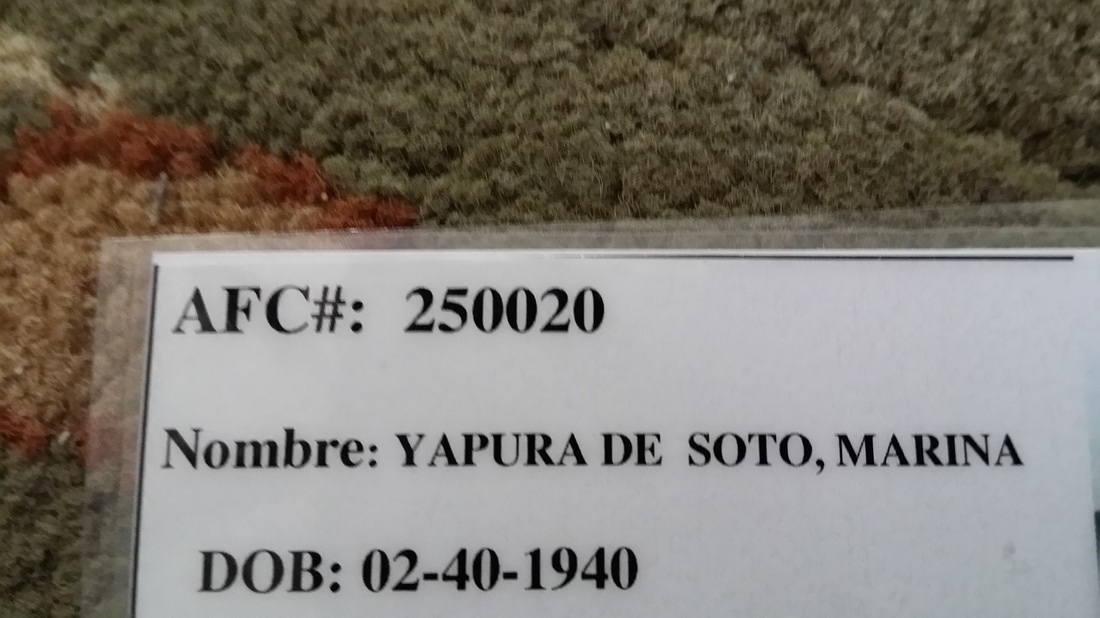 AFC#: 250020
Nombre: YAPURA DE SOTO, MARINA
DOB: 02-40-1940